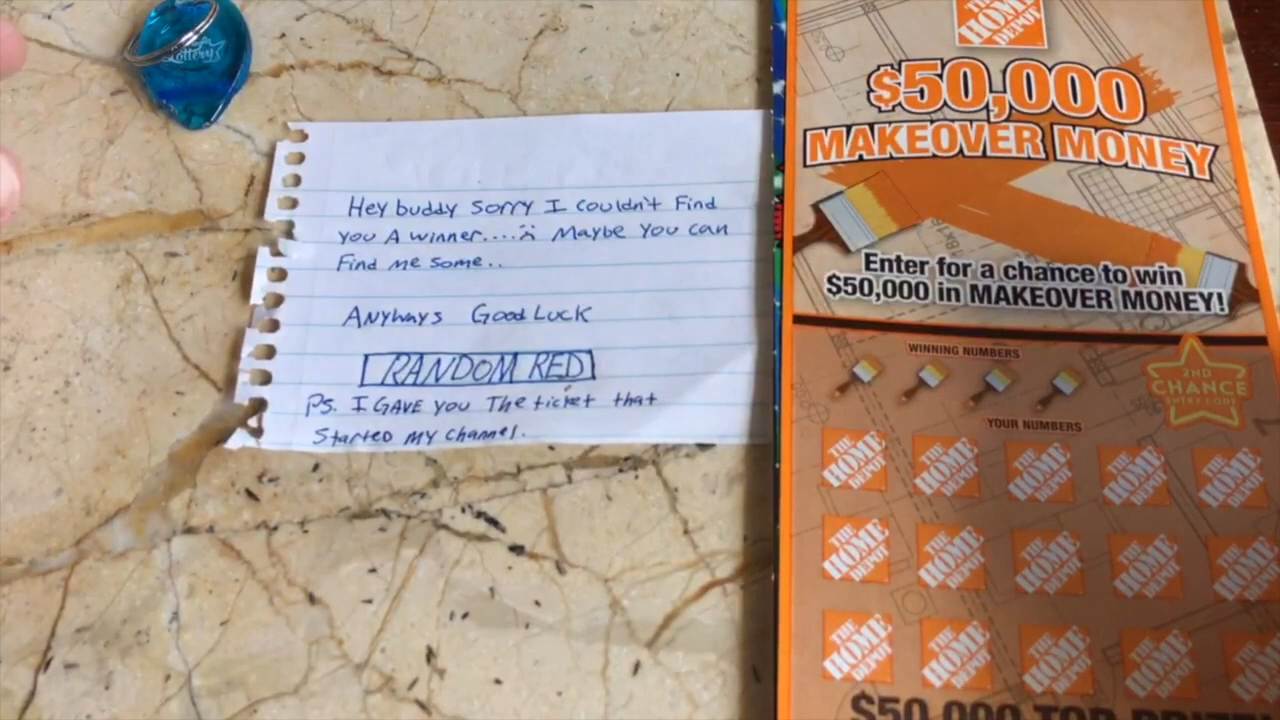 Lottery
Hey buddy Sorry I couldn't Find
you A winner....
Maybe you can
Find me some..
Anyways Good Luck
RANDOM RED
Ps. I GAVE you The ticket that
Started my channel.
THE HOME DEPOT
$50,000
MAKEOVER MONEY
Enter for a chance to win
$50,000 in MAKEOVER MONEY!
WINNING NUMBERS
2ND
CHANCE
ENTRY CODE
YOUR NUMBERS
THE HOME DEPOT THE HOME DEPOT THE HOME DEPOT THE HOME DEPOT THE HOME DEPOT
THE HOME DEPOT THE HOME DEPOT THE HOME DEPOT THE HOME DEPOT THE HOME DEPOT
THE HOME DEPOT THE HOME DEPOT THE HOME DEPOT THE HOME DEPOT THE HOME DEPOT
$50,000 TOP